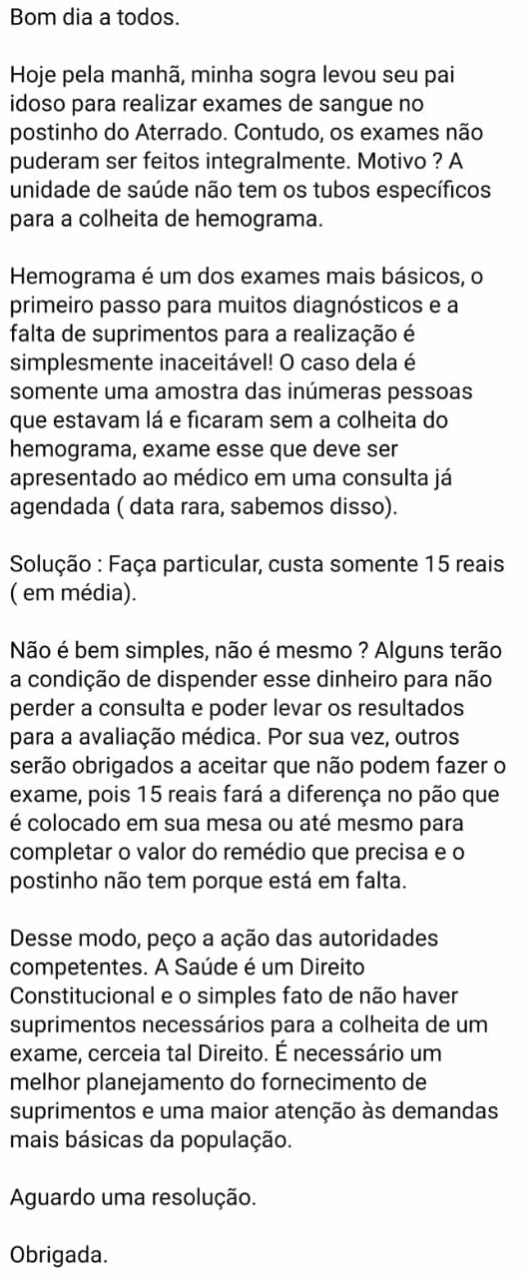 Bom dia a todos.
Hoje pela manhã, minha sogra levou seu pai
idoso para realizar exames de sangue no
postinho do Aterrado. Contudo, os exames não
puderam ser feitos integralmente. Motivo ? A
unidade de saúde não tem os tubos específicos
para a colheita de hemograma.
Hemograma é um dos exames mais básicos, o
primeiro passo para muitos diagnósticos e a
falta de suprimentos para a realização é
simplesmente inaceitável! O caso dela é
somente uma amostra das inúmeras pessoas
que estavam lá e ficaram sem a colheita do
hemograma, exame esse que deve ser
apresentado ao médico em uma consulta já
agendada ( data rara, sabemos disso).
Solução : Faça particular, custa somente 15 reais
( em média).
Não é bem simples, não é mesmo ? Alguns terão
a condição de dispender esse dinheiro para não
perder a consulta e poder levar os resultados
para a avaliação médica. Por sua vez, outros
serão obrigados a aceitar que não podem fazer o
exame, pois 15 reais fará a diferença no pão que
é colocado em sua mesa ou até mesmo para
completar o valor do remédio que precisa e o
postinho não tem porque está em falta.
Desse modo, peço a ação das autoridades
competentes. A Saúde é um Direito
Constitucional e o simples fato de não haver
suprimentos necessários para a colheita de um
exame, cerceia tal Direito. É necessário um
melhor planejamento do fornecimento de
suprimentos e uma maior atenção às demandas
mais básicas da população.
Aguardo uma resolução.
Obrigada.